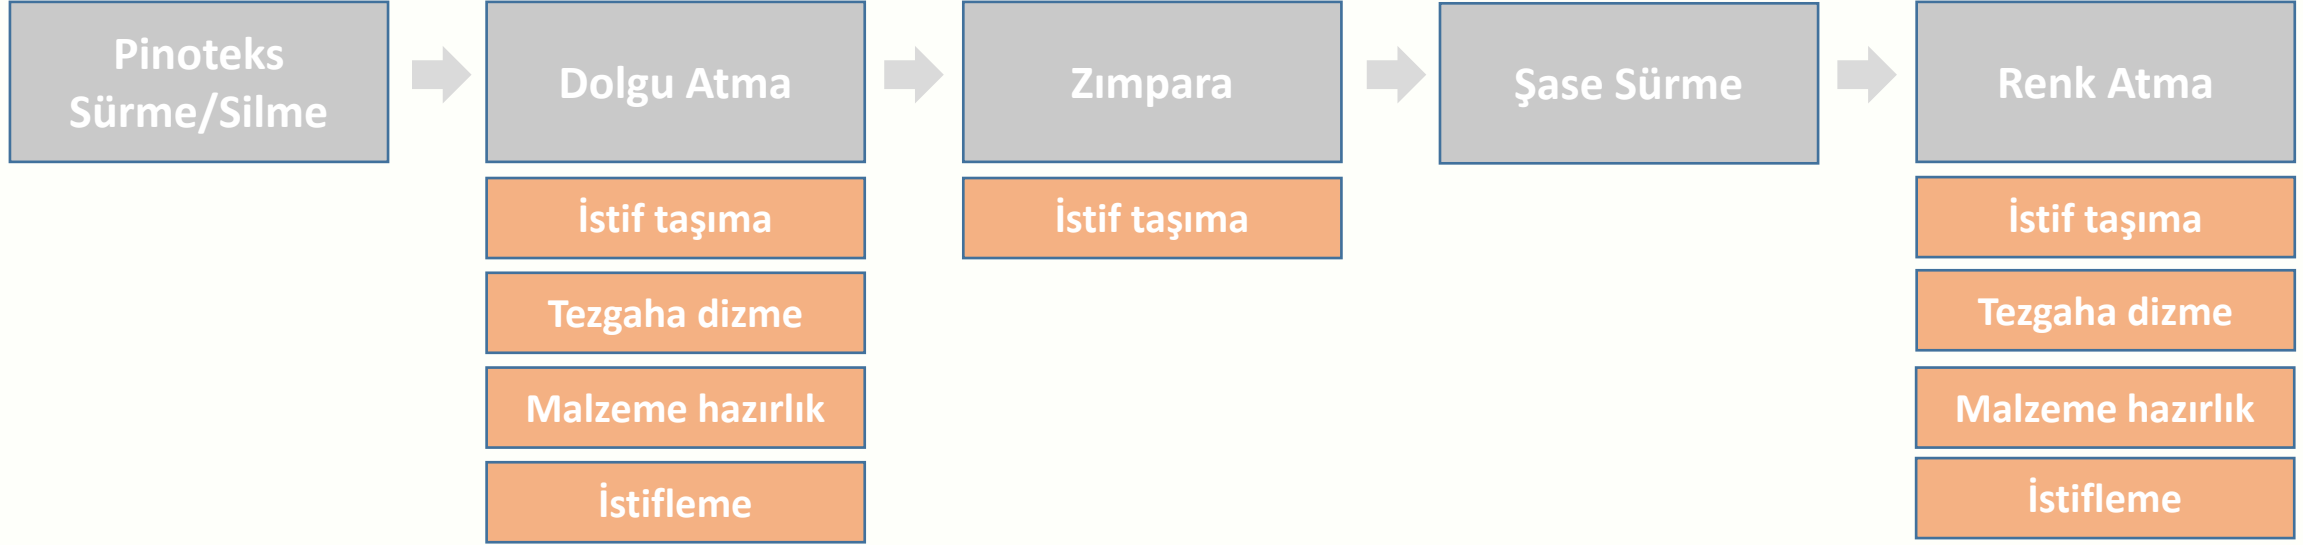 Pinoteks
Sürme/Silme
Dolgu Atma
Zımpara
Şase Sürme
Renk Atma
İstif taşıma
İstif taşıma
İstif taşıma
Tezgaha dizme
Tezgaha dizme
Malzeme hazırlık
Malzeme hazırlık
İstifleme
İstifleme